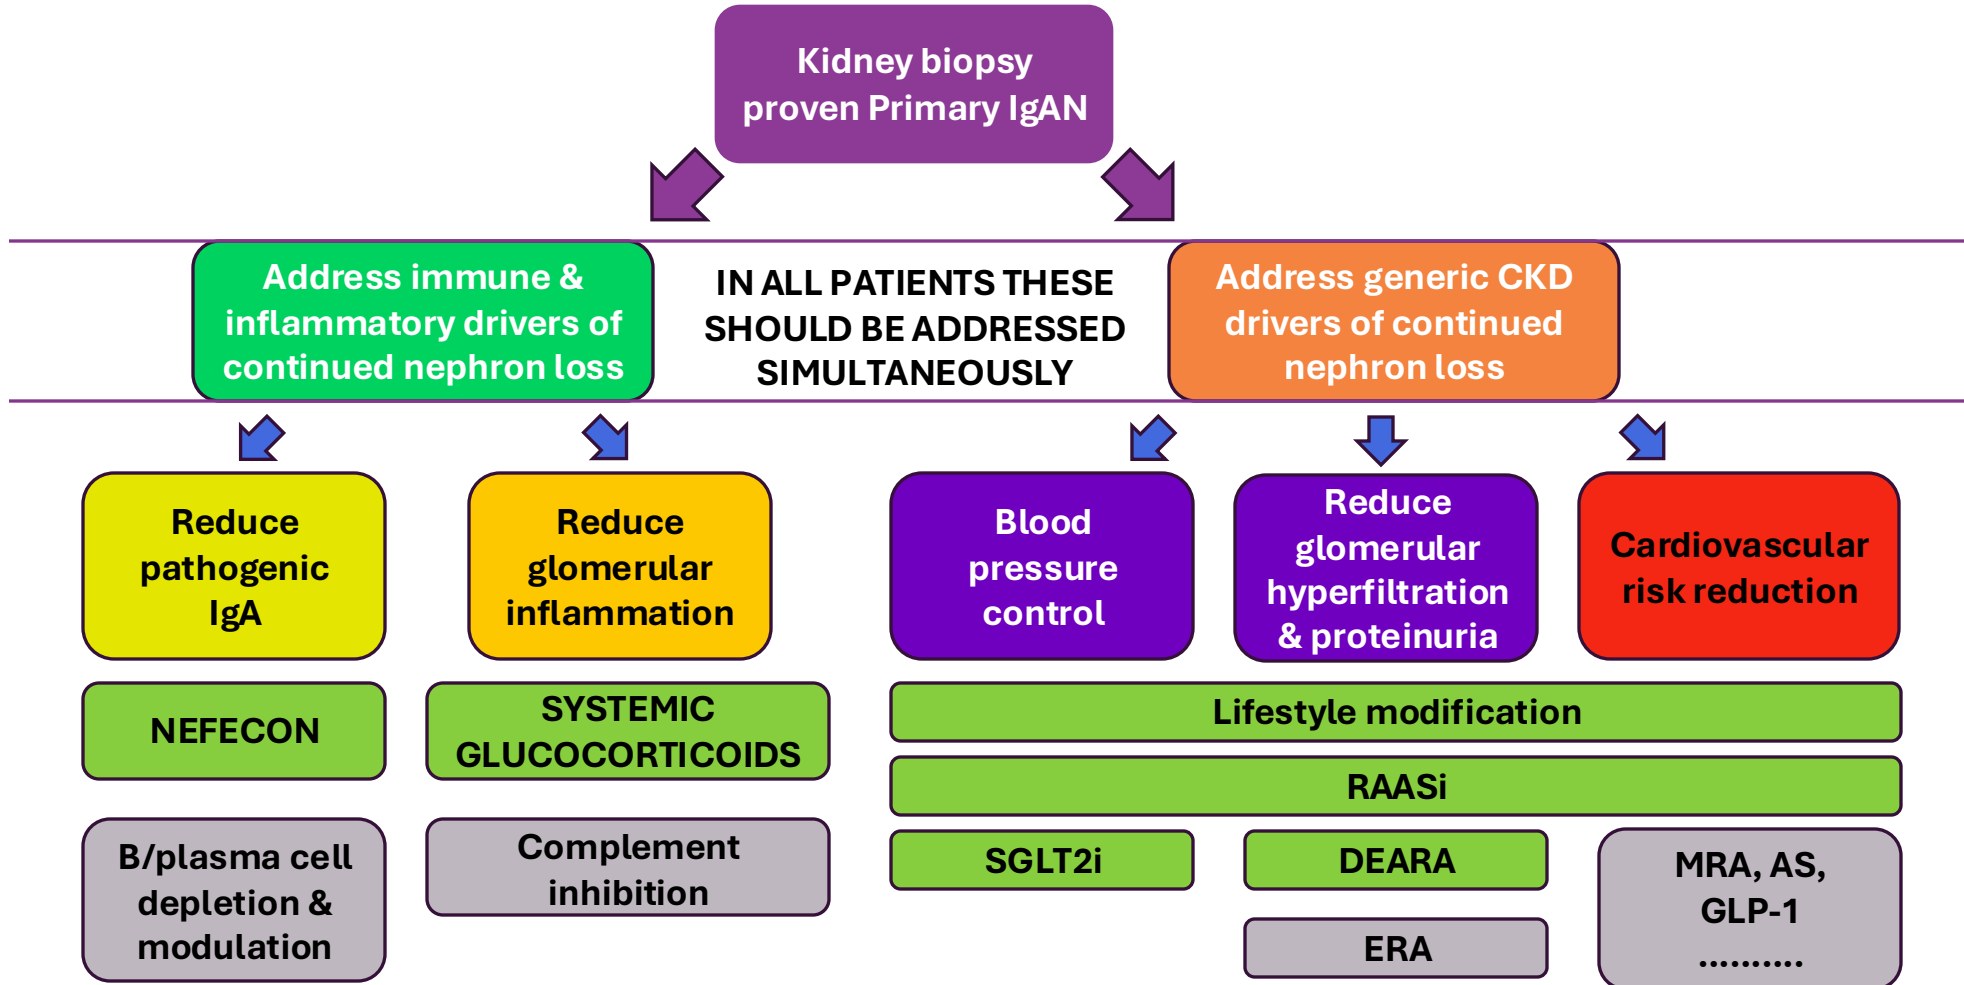 Kidney biopsy
proven Primary IgAN
Address immune &
inflammatory drivers of
continued nephron loss
IN ALL PATIENTS THESE
SHOULD BE ADDRESSED
SIMULTANEOUSLY
Address generic CKD
drivers of continued
nephron loss
Reduce
pathogenic
IgA
Reduce
glomerular
inflammation
Blood
pressure
control
Reduce
glomerular
hyperfiltration
& proteinuria
Cardiovascular
risk reduction
NEFECON
SYSTEMIC
GLUCOCORTICOIDS
Lifestyle modification
RAASi
B/plasma cell
depletion &
modulation
Complement
inhibition
SGLT2i
DEARA
ERA
MRA, AS,
GLP-1
..........